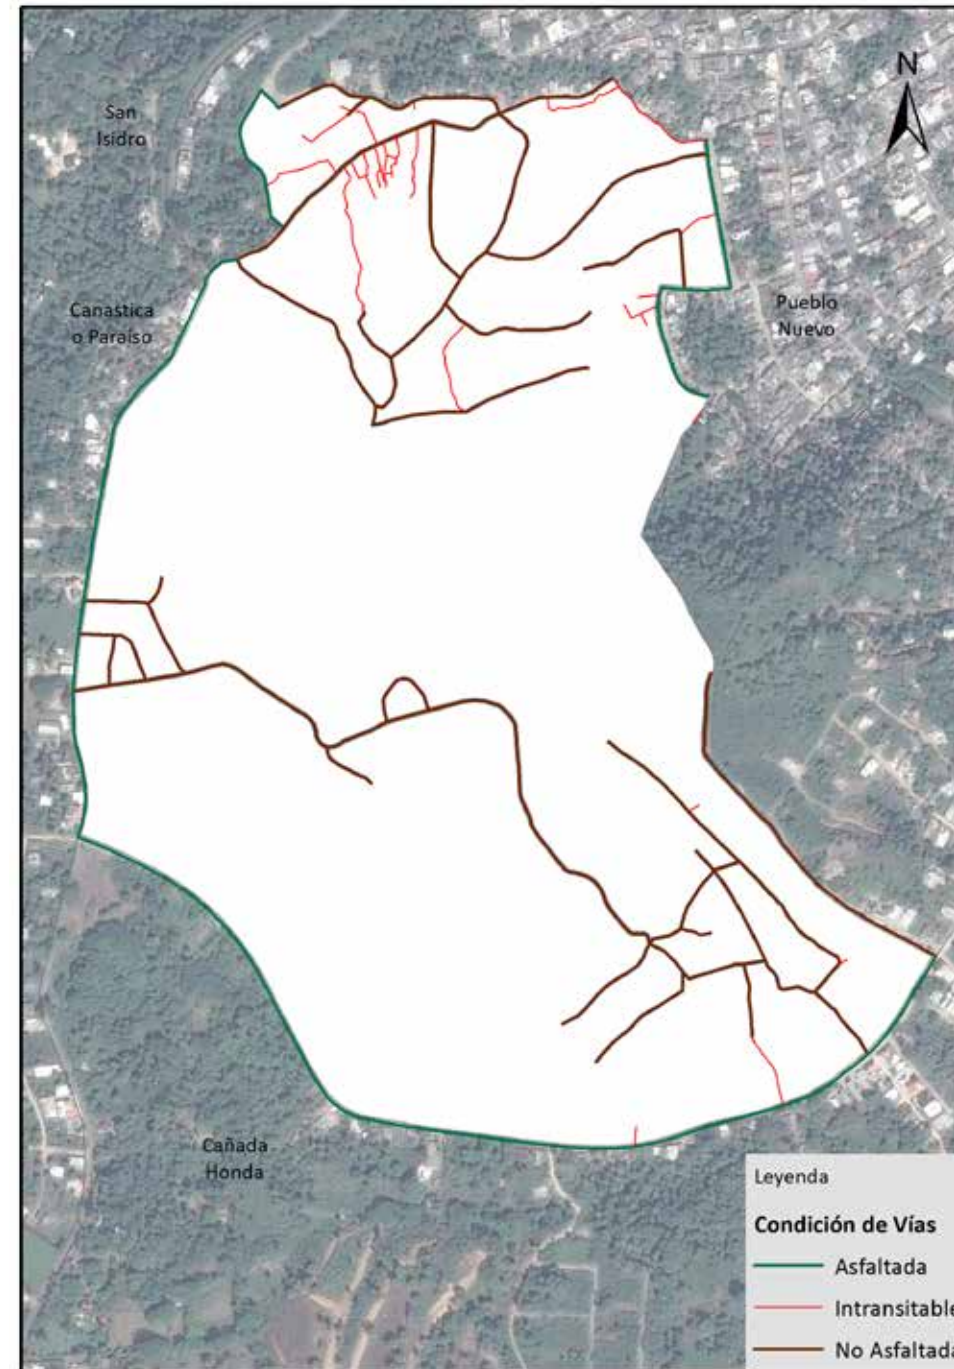 N
San
Isidro
Canastica
o Paraíso
Pueblo
Nuevo
Cañada
Honda
Leyenda
Condición de Vías
Asfaltada
Intransitable
No Asfaltada